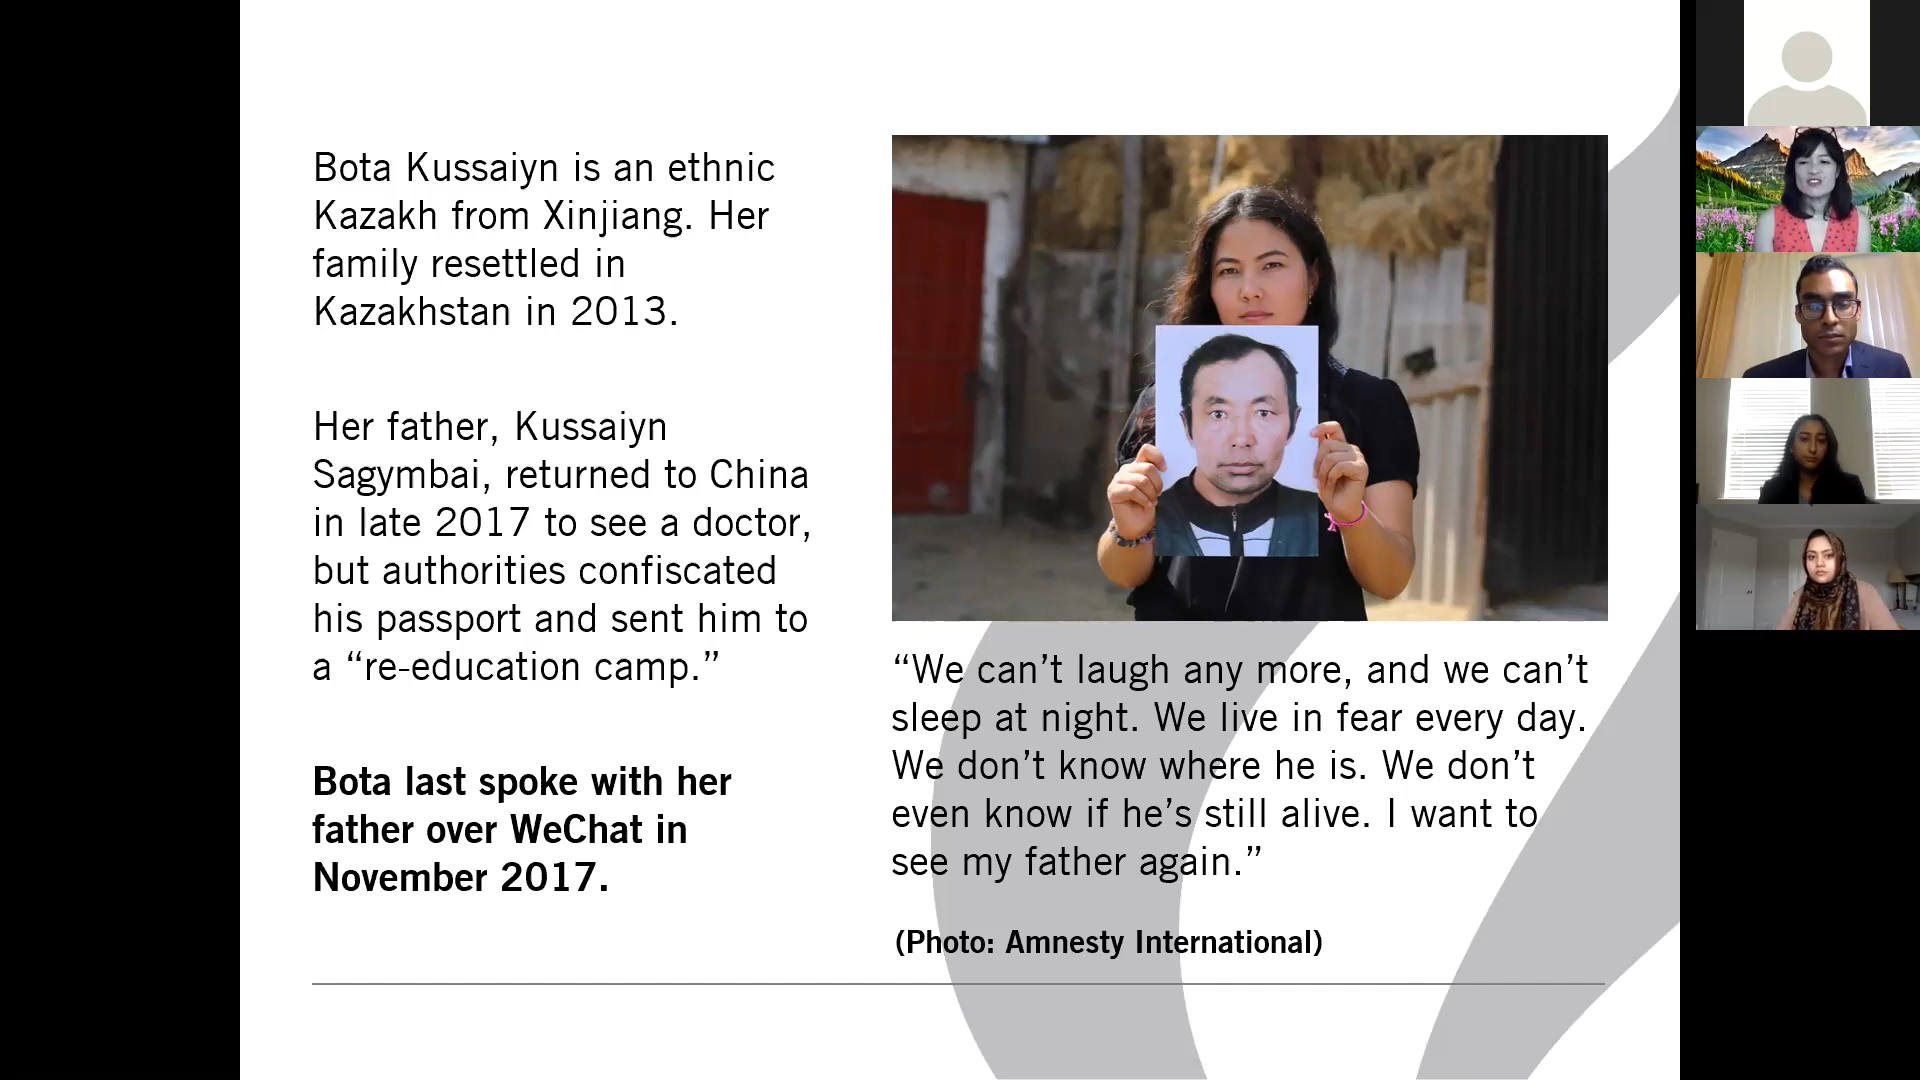 Bota Kussaiyn is an ethnic
Kazakh from Xinjiang. Her
family resettled in
Kazakhstan in 2013.
Her father, Kussaiyn
Sagymbai, returned to China
in late 2017 to see a doctor,
but authorities confiscated
his passport and sent him to
a “re-education camp.”
Bota last spoke with her
father over WeChat in
November 2017.
“We can’t laugh any more, and we can’t
sleep at night. We live in fear every day.
We don’t know where he is. We don’t
even know if he’s still alive. I want to
see my father again.”
(Photo: Amnesty International)